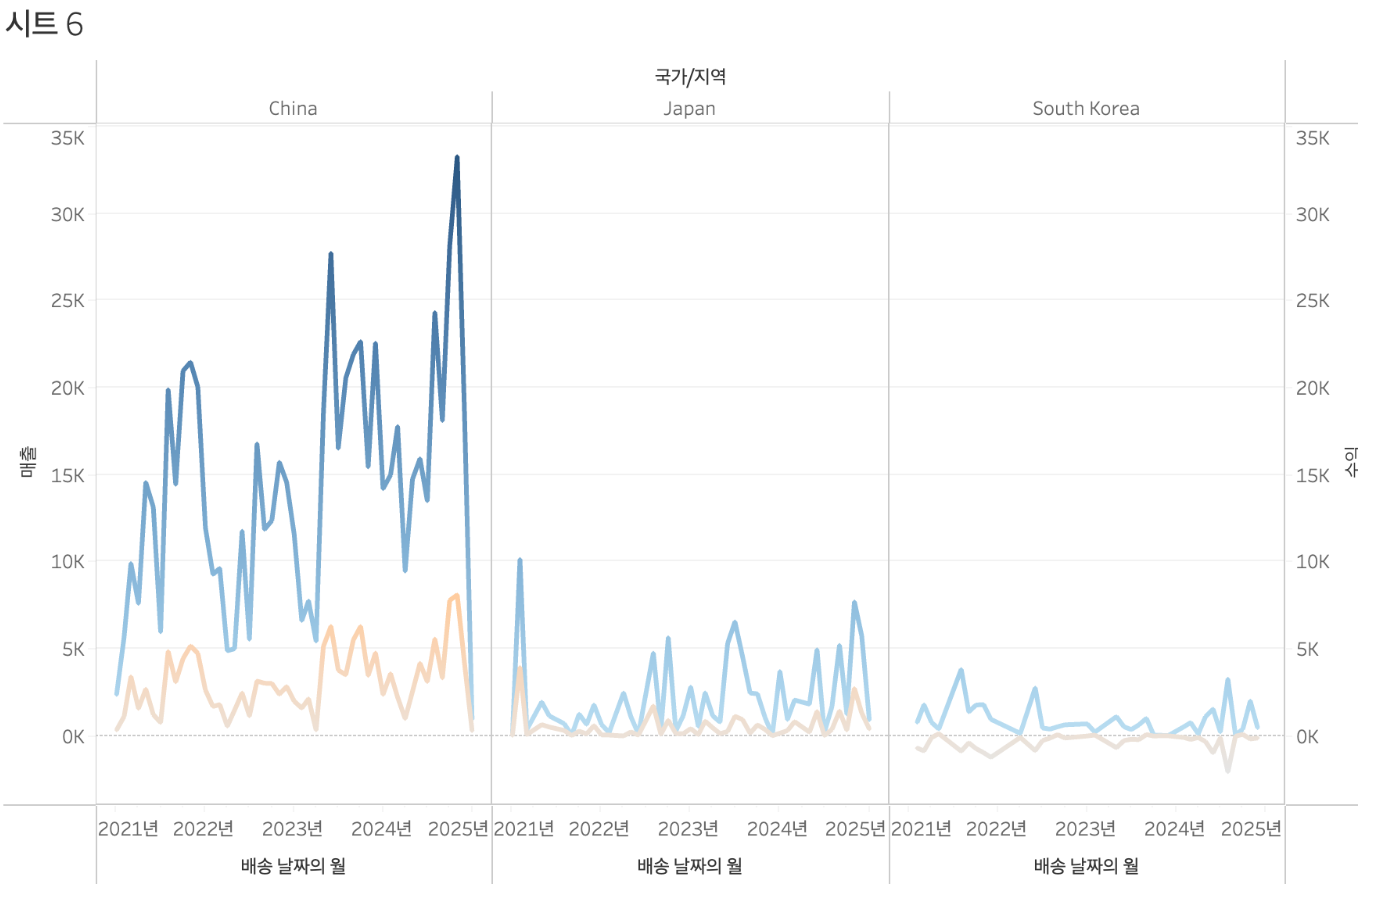 시트 6
국가/지역
China Japan South Korea
35K 35K
30K 30K
25K 25K
20K 20K
15K 15K
10K 10K
5K 5K
0K 0K
매출
수익
2021년 2022년 2023년 2024년 2025년 2021년 2022년 2023년 2024년 2025년 2021년 2022년 2023년 2024년 2025년
배송 날짜의 월 배송 날짜의 월 배송 날짜의 월